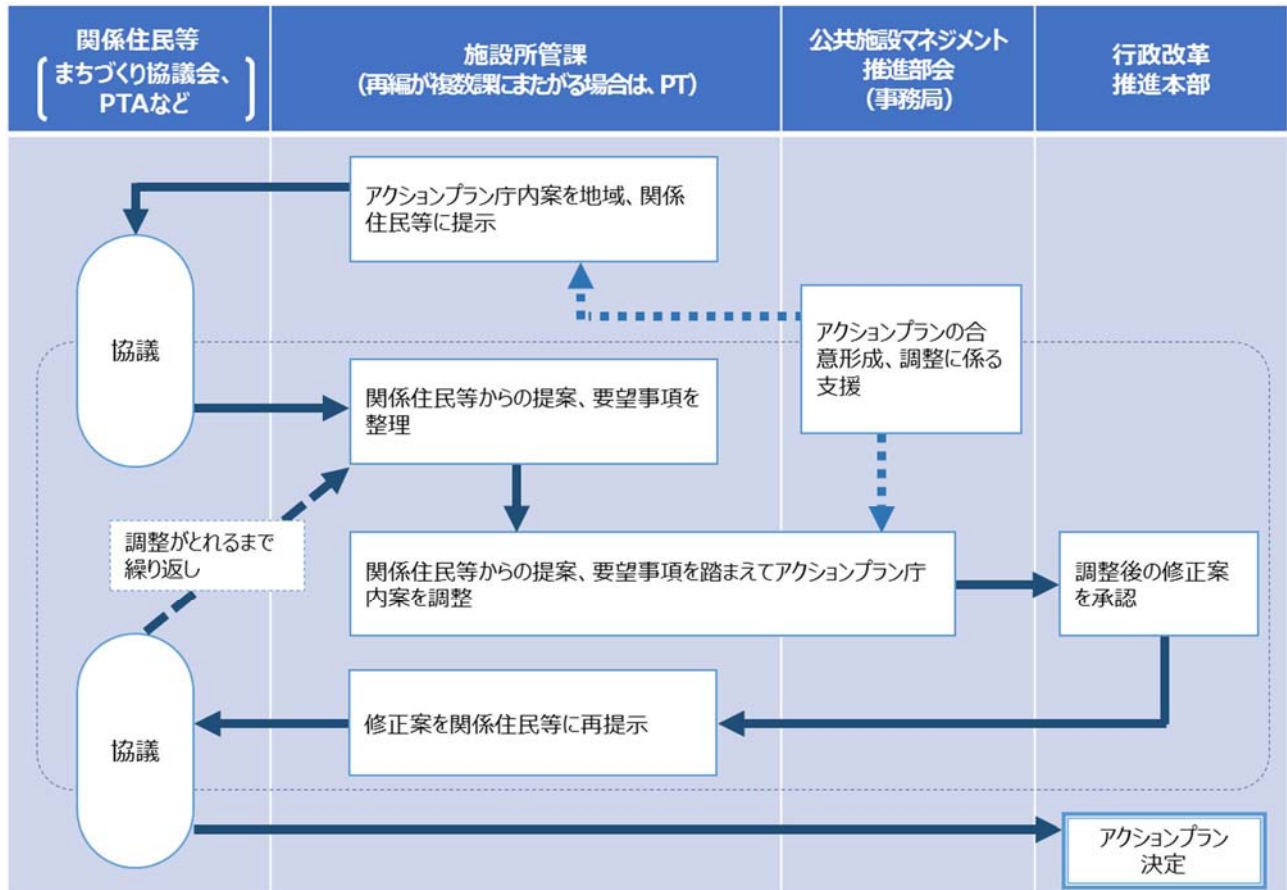 関係住民等
まちづくり協議会、
PTAなど
施設所管課
(再編が複数課にまたがる場合は、PT)
公共施設マネジメント
推進部会
(事務局)
行政改革
推進本部
アクションプラン庁内案を地域、関係
住民等に提示
協議
アクションプランの合
意形成、調整に係る
支援
関係住民等からの提案、要望事項を
整理
調整がとれるまで
繰り返し
関係住民等からの提案、要望事項を踏まえてアクションプラン庁
内案を調整
調整後の修正案
を承認
修正案を関係住民等に再提示
協議
アクションプラン
決定